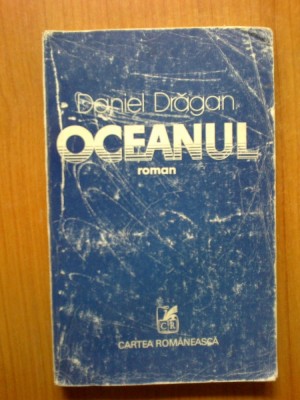 Daniel Drăgan
OCEANUL
roman
CR
CARTEA ROMÂNEASCĂ